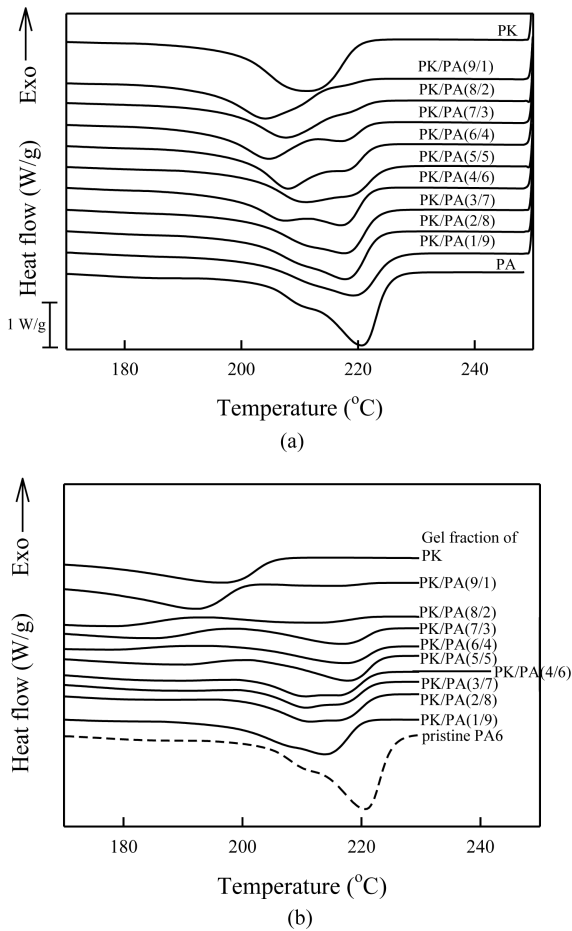 PK
PK/PA(9/1)
PK/PA(8/2)
PK/PA(7/3)
PK/PA(6/4)
PK/PA(5/5)
PK/PA(4/6)
PK/PA(3/7)
PK/PA(2/8)
PK/PA(1/9)
PA
Heat flow (W/g) Exo
1 W/g
180 200 220 240
Temperature (°C)
(a)
Gel fraction of
PK
PK/PA(9/1)
PK/PA(8/2)
PK/PA(7/3)
PK/PA(6/4)
PK/PA(5/5)
PK/PA(4/6)
PK/PA(3/7)
PK/PA(2/8)
PK/PA(1/9)
pristine PA6
Heat flow (W/g) Exo
180 200 220 240
Temperature (°C)
(b)